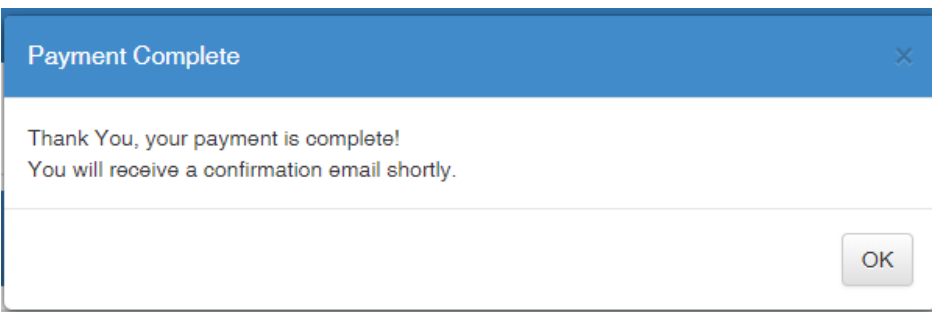 Payment Complete
×
Thank You, your payment is complete!
You will receive a confirmation email shortly.
OK